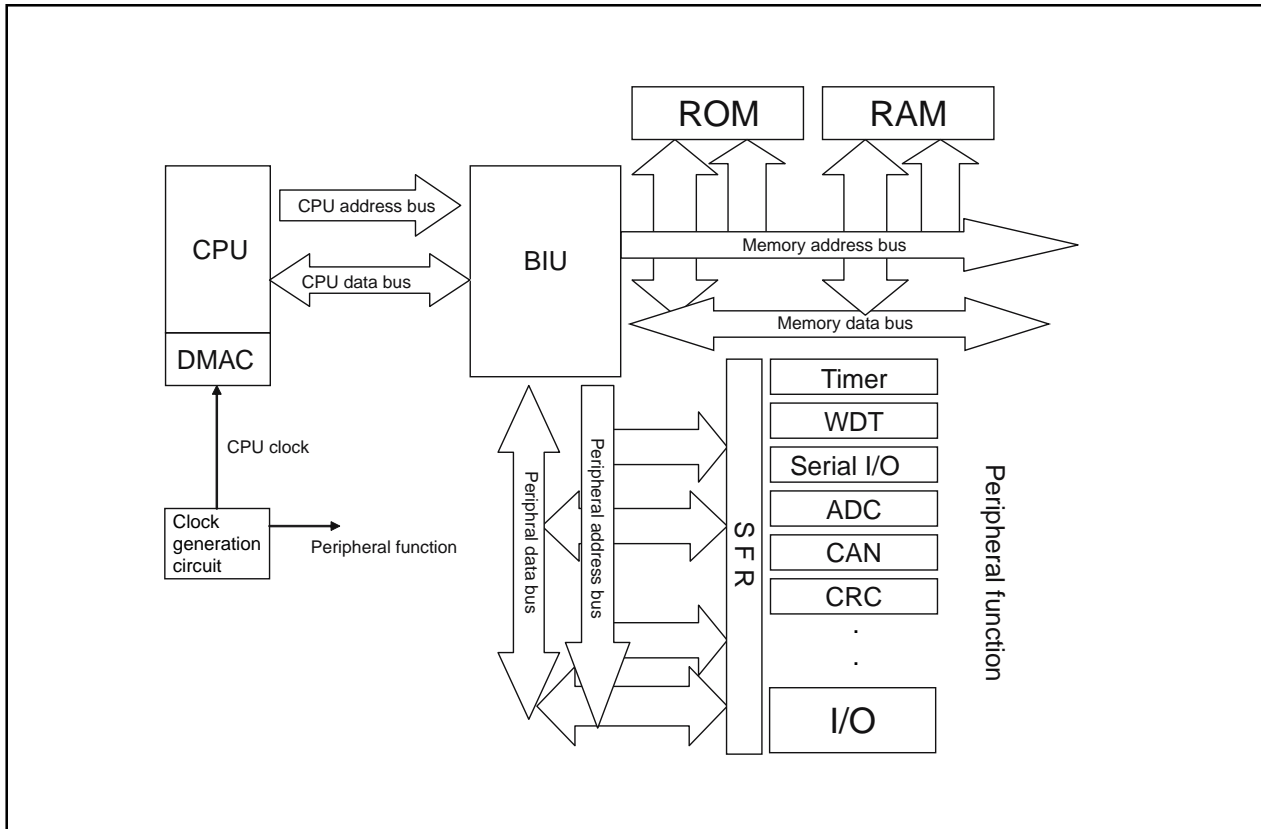 ROM
RAM
CPU
CPU address bus
CPU data bus
BIU
Memory address bus
Memory data bus
DMAC
CPU clock
Clock
generation
circuit
Peripheral function
Periphral data bus
Peripheral address bus
SFR
Timer
WDT
Serial I/O
ADC
CAN
CRC
.
.
I/O
Peripheral function